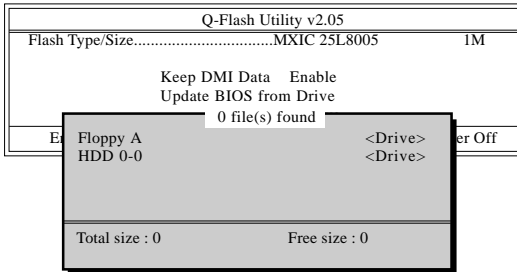 Q-Flash Utility v2.05
Flash Type/Size.................................MXIC 25L8005 1M
Keep DMI Data Enable
Update BIOS from Drive
0 file(s) found
Floppy A <Drive>
HDD 0-0 <Drive>
Off
Total size : 0 Free size : 0